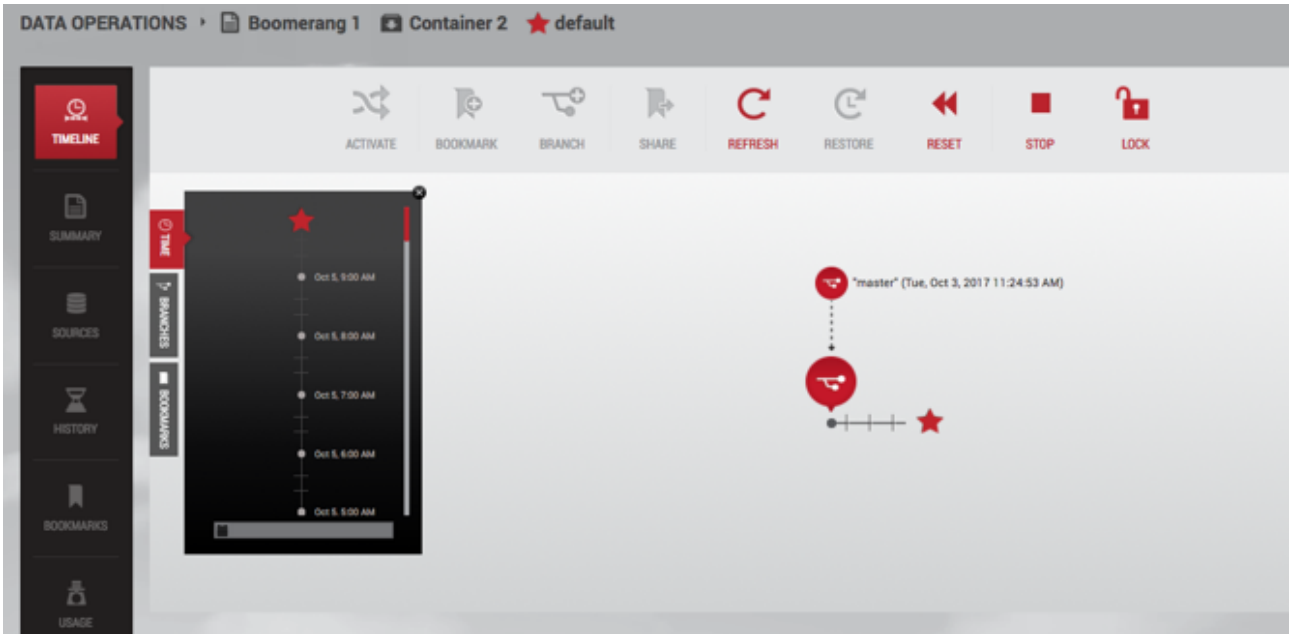 DATA OPERATIONS Boomerang 1 Container 2 default
TIMELINE
SUMMARY
SOURCES
HISTORY
BOOKMARKS
USAGE
ACTIVATE BOOKMARK BRANCH SHARE REFRESH RESTORE RESET STOP LOCK
TIME
BRANCHES
BOOKMARKS
Oct 5, 9:00 AM
Oct 5, 8:00 AM
Oct 5, 7:00 AM
Oct 5, 6:00 AM
Oct 5, 5:00 AM
"master" (Tue, Oct 3, 2017 11:24:53 AM)